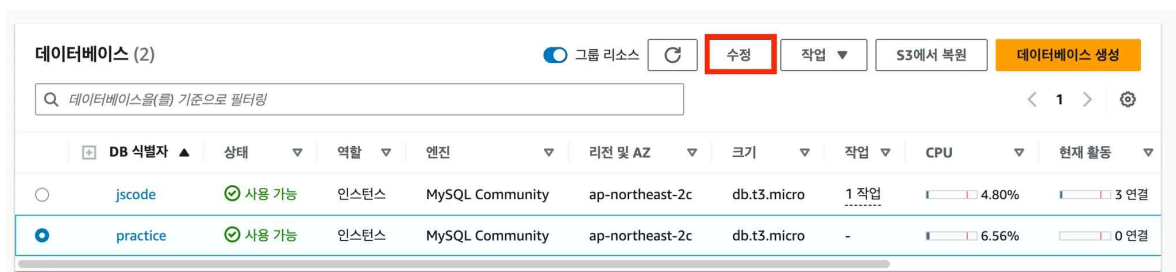 데이터베이스 (2) 그룹 리소스 수정 작업 S3에서 복원 데이터베이스 생성
데이터베이스을(를) 기준으로 필터링 1
DB 식별자 상태 역할 엔진 리전 및 AZ 크기 작업 CPU 현재 활동
jscode 사용 가능 인스턴스 MySQL Community ap-northeast-2c db.t3.micro 1 작업 4.80% 3 연결
practice 사용 가능 인스턴스 MySQL Community ap-northeast-2c db.t3.micro - 6.56% 0 연결